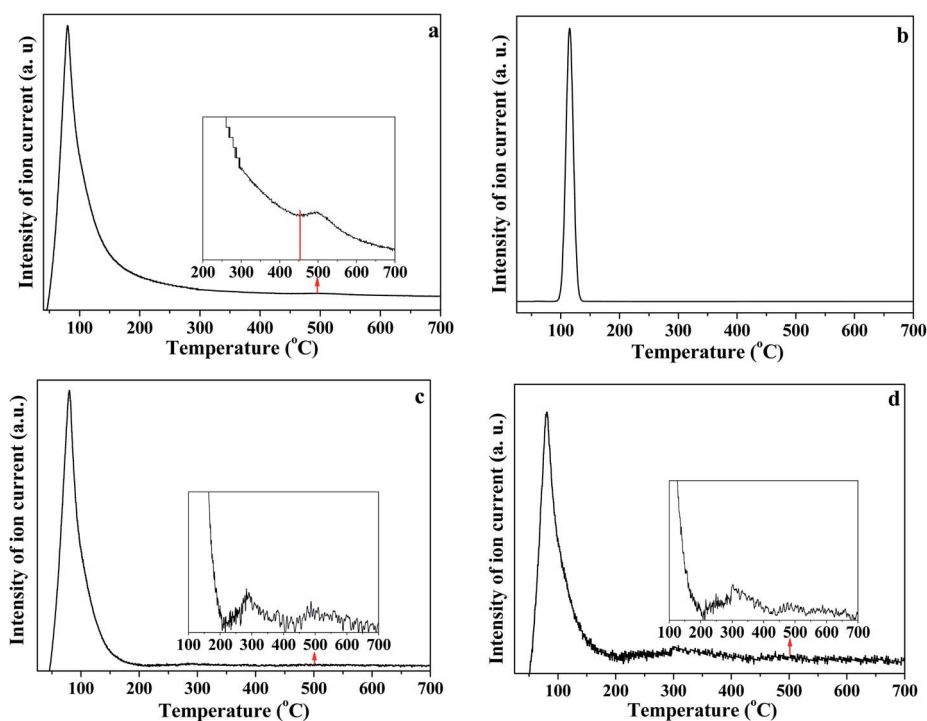 a
Intensity of ion current (a. u)
200 300 400 500 600 700
100 200 300 400 500 600 700
Temperature (°C)
b
Intensity of ion current (a. u.)
100 200 300 400 500 600 700
Temperature (°C)
c
Intensity of ion current (a.u.)
100 200 300 400 500 600 700
100 200 300 400 500 600 700
Temperature (°C)
d
Intensity of ion current (a. u.)
100 200 300 400 500 600 700
100 200 300 400 500 600 700
Temperature (°C)